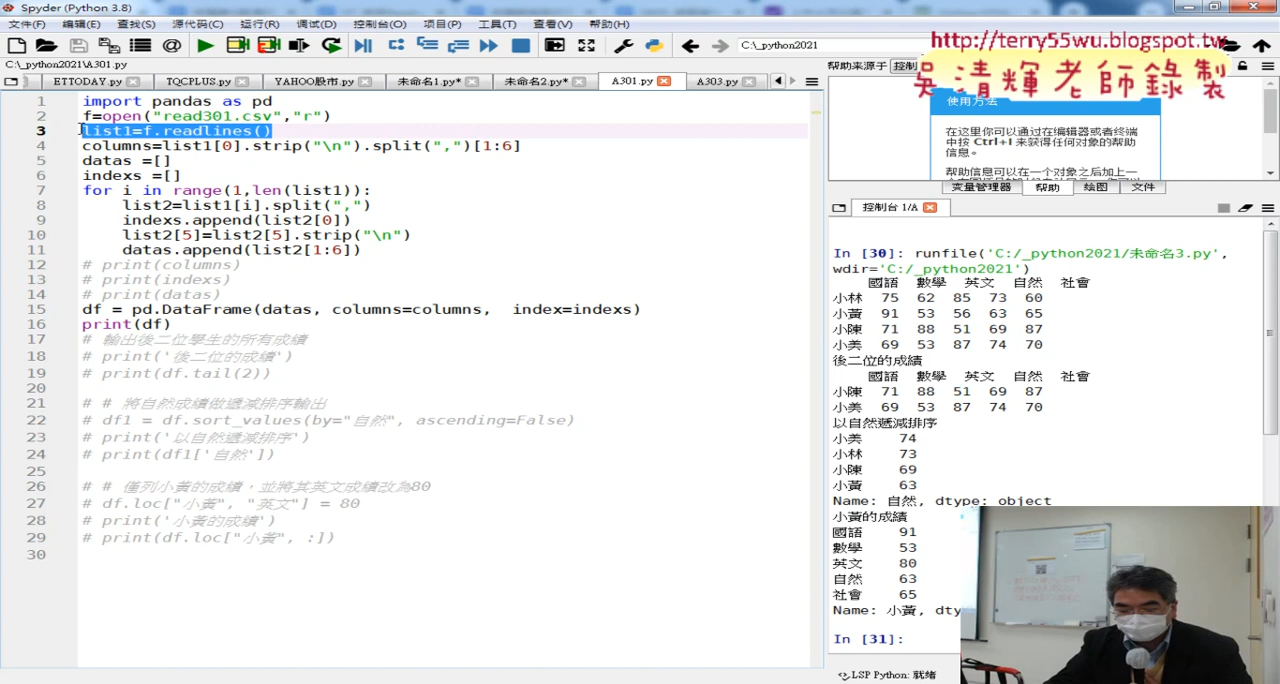 Spyder (Python 3.8)
文件(F) 编辑(E) 查找(S) 源代码(C) 运行(R) 调试(D) 控制台(O) 项目(P) 工具(T) 查看(V) 帮助(H)
C:\_python2021
http://terry55wu.blogspot.tw
C:\_python2021\A301.py
吳清輝老師錄製
帮助来源于 控制
ETTODAY.py TQCPLUS.py YAHOO股市.py 未命名1.py* 未命名2.py* A301.py A303.py
使用方法
在这里你可以通过在编辑器或者终端
中按 Ctrl+I 来获得任何对象的帮助
信息。
帮助信息可以在一个对象之后加上一
变量管理器 帮助 绘图 文件
控制台 1/A
1 import pandas as pd
2 f=open("read301.csv","r")
3 list1=f.readlines()
4 columns=list1[0].strip("\n").split(",")[1:6]
5 datas =[]
6 indexs =[]
7 for i in range(1,len(list1)):
8 list2=list1[i].split(",")
9 indexs.append(list2[0])
10 list2[5]=list2[5].strip("\n")
11 datas.append(list2[1:6])
12 # print(columns)
13 # print(indexs)
14 # print(datas)
15 df = pd.DataFrame(datas, columns=columns, index=indexs)
16 print(df)
17 # 輸出後二位學生的所有成績
18 # print('後二位的成績')
19 # print(df.tail(2))
20
21 # # 將自然成績做遞減排序輸出
22 # df1 = df.sort_values(by="自然", ascending=False)
23 # print('以自然遞減排序')
24 # print(df1['自然'])
25
26 # # 僅列小黃的成績，並將其英文成績改為80
27 # df.loc["小黃", "英文"] = 80
28 # print('小黃的成績')
29 # print(df.loc["小黃", :])
30
In [30]: runfile('C:/_python2021/未命名3.py',
wdir='C:/_python2021')
國語 數學 英文 自然 社會
小林 75 62 85 73 60
小黃 91 53 56 63 65
小陳 71 88 51 69 87
小美 69 53 87 74 70
後二位的成績
國語 數學 英文 自然 社會
小陳 71 88 51 69 87
小美 69 53 87 74 70
以自然遞減排序
小美 74
小林 73
小陳 69
小黃 63
Name: 自然, dtype: object
小黃的成績
國語 91
數學 53
英文 80
自然 63
社會 65
Name: 小黃, dty
In [31]:
LSP Python: 就绪